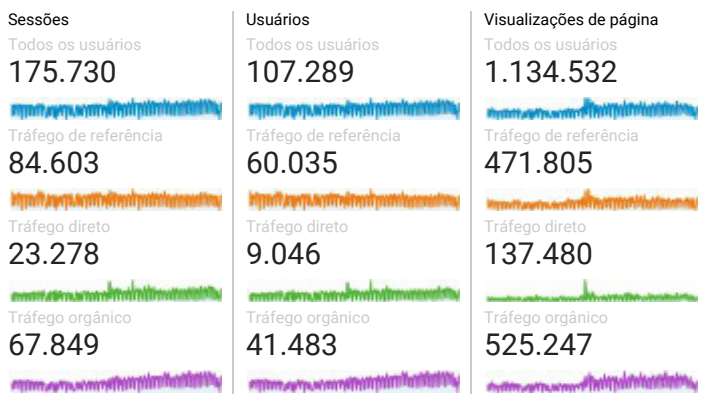 Sessões
Todos os usuários
175.730
Tráfego de referência
84.603
Tráfego direto
23.278
Tráfego orgânico
67.849
Usuários
Todos os usuários
107.289
Tráfego de referência
60.035
Tráfego direto
9.046
Tráfego orgânico
41.483
Visualizações de página
Todos os usuários
1.134.532
Tráfego de referência
471.805
Tráfego direto
137.480
Tráfego orgânico
525.247